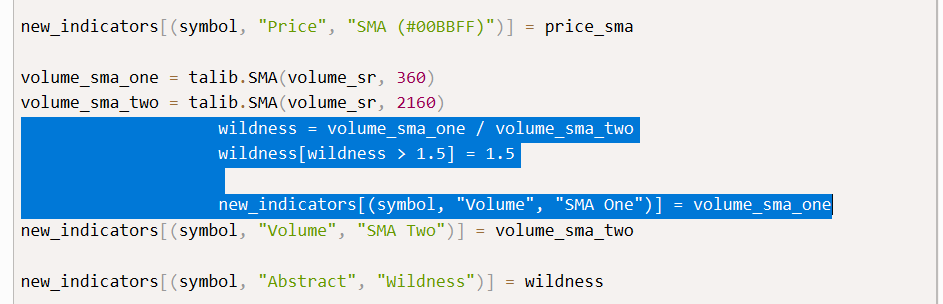 new_indicators[(symbol, "Price", "SMA (#00BBFF)")] = price_sma
volume_sma_one = talib.SMA(volume_sr, 360)
volume_sma_two = talib.SMA(volume_sr, 2160)
wildness = volume_sma_one / volume_sma_two
wildness[wildness > 1.5] = 1.5
new_indicators[(symbol, "Volume", "SMA One")] = volume_sma_one
new_indicators[(symbol, "Volume", "SMA Two")] = volume_sma_two
new_indicators[(symbol, "Abstract", "Wildness")] = wildness